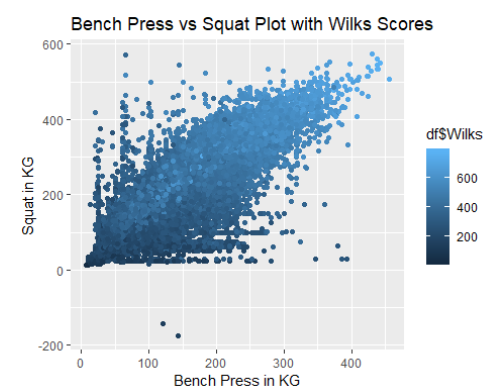 Bench Press vs Squat Plot with Wilks Scores
600
400
200
0
-200
Squat in KG
0 100 200 300 400
Bench Press in KG
df$Wilks
600
400
200